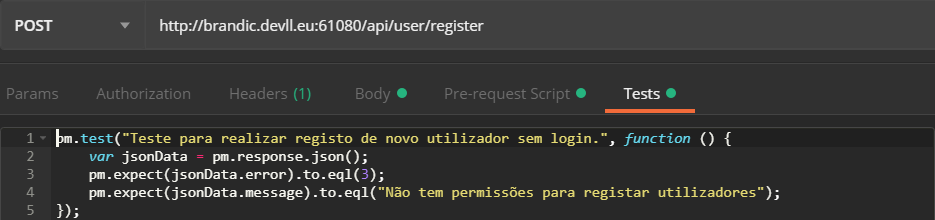 POST http://brandic.devll.eu:61080/api/user/register
Params Authorization Headers (1) Body Pre-request Script Tests
1 pm.test("Teste para realizar registo de novo utilizador sem login.", function () {
2 var jsonData = pm.response.json();
3 pm.expect(jsonData.error).to.eql(3);
4 pm.expect(jsonData.message).to.eql("Não tem permissões para registar utilizadores");
5 });